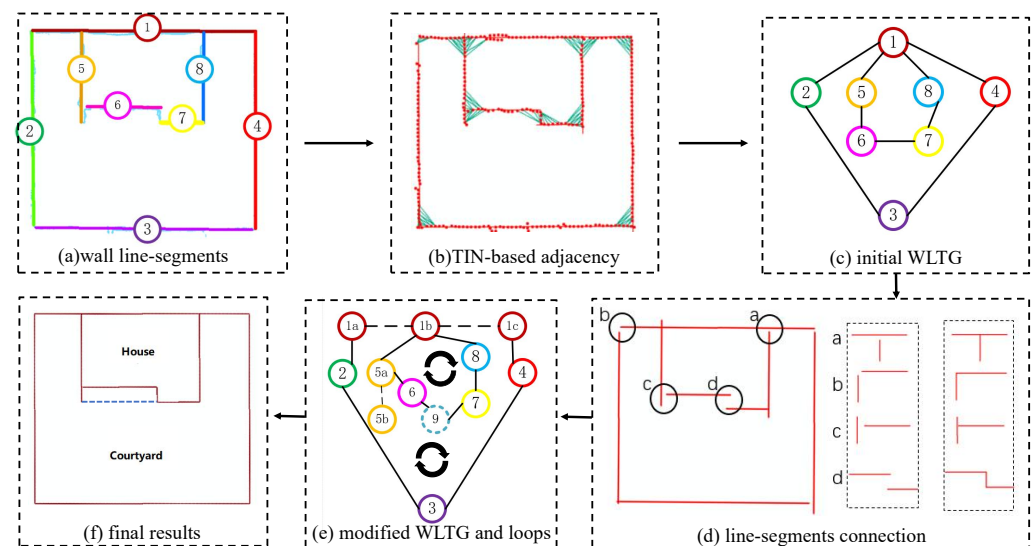 1
5
8
6
7
2
4
3
(a)wall line-segments
(b)TIN-based adjacency
1
2
5
8
4
6
7
3
(c) initial WLTG
House
Courtyard
(f) final results
1a
1b
1c
2
5a
8
4
6
7
5b
9
3
(e) modified WLTG and loops
b
a
c
d
a
b
c
d
(d) line-segments connection